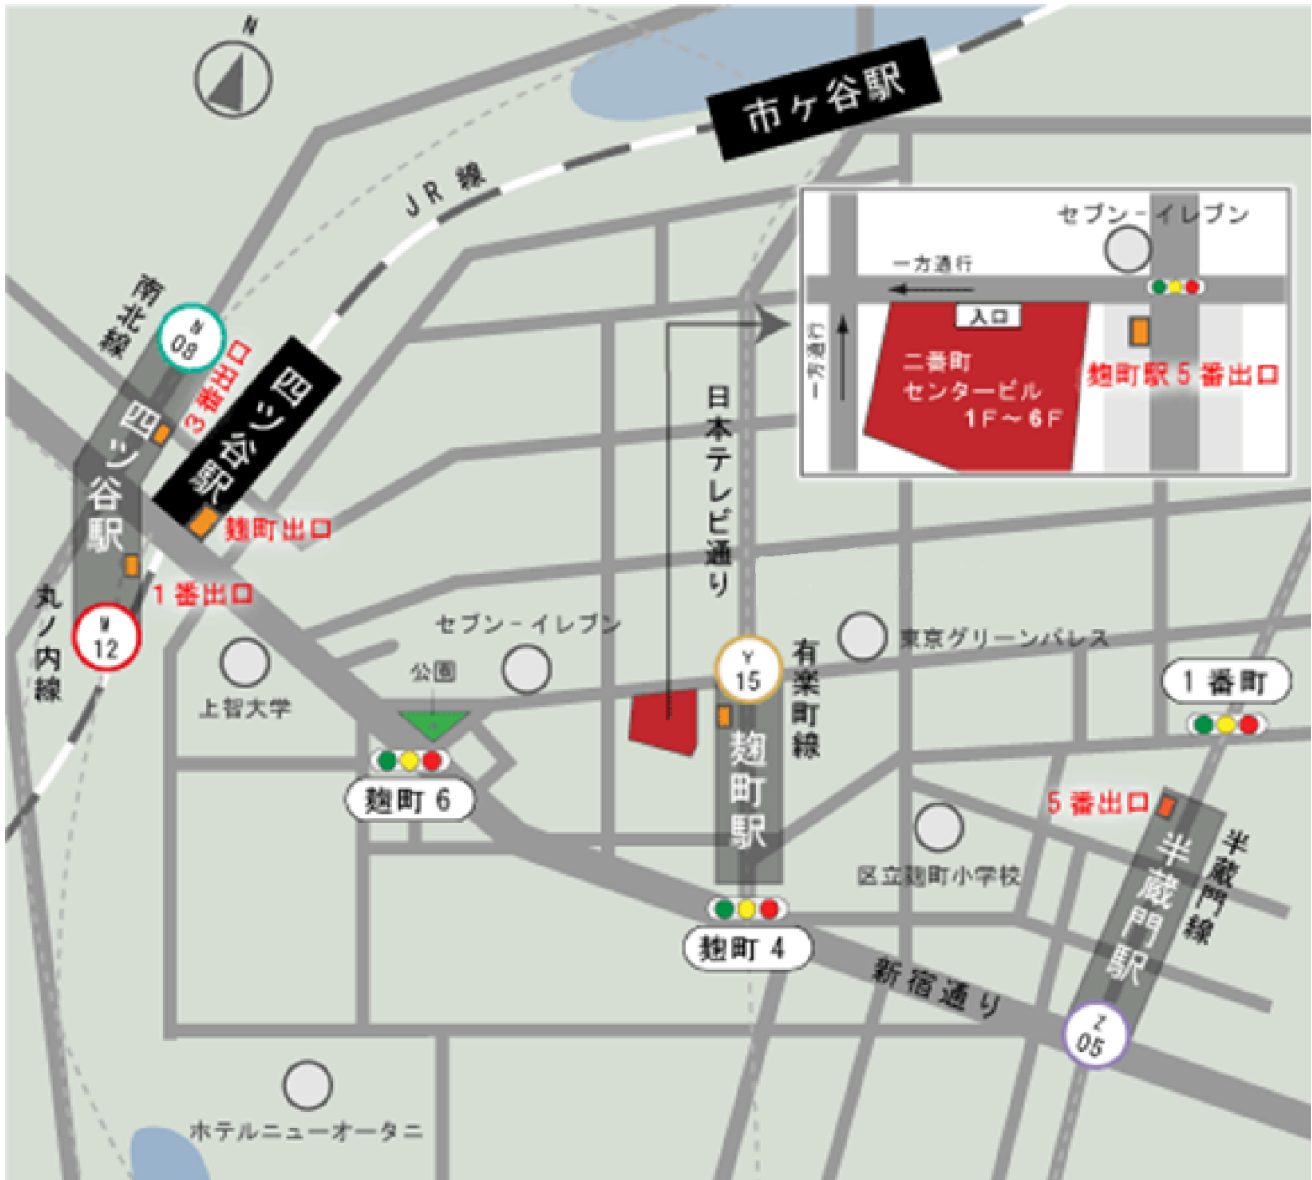 N
市ヶ谷駅
JR線
南北線
N
08
3番出口
四ツ谷駅
四ツ谷駅
麹町出口
1番出口
丸ノ内線
M
12
上智大学
セブン-イレブン
公園
麹町6
日本テレビ通り
セブン-イレブン
一方通行
一方通行
入口
二番町
センタービル
1F～6F
麹町駅5番出口
Y
15
有楽町線
麹町駅
東京グリーンパレス
1番町
5番出口
半蔵門線
半蔵門駅
区立麹町小学校
麹町4
新宿通り
Z
05
ホテルニューオータニ